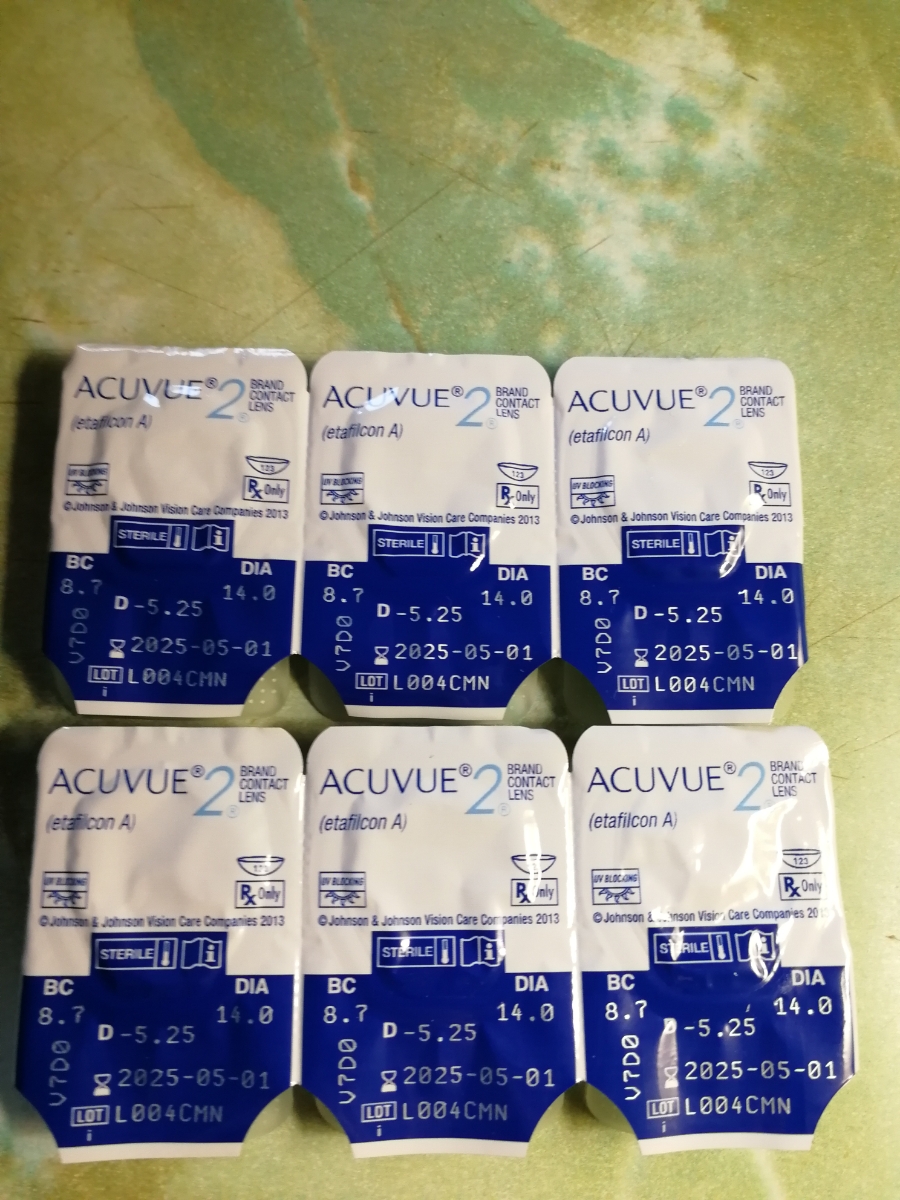 ACUVUE®2® BRAND CONTACT LENS
(etafilcon A)
UV BLOCKING
123
Rx Only
©Johnson & Johnson Vision Care Companies 2013
STERILE i
BC DIA
8.7 14.0
D -5.25
V7D0
2025-05-01
LOT L004CMN
i
ACUVUE®2® BRAND CONTACT LENS
(etafilcon A)
UV BLOCKING
123
Rx Only
©Johnson & Johnson Vision Care Companies 2013
STERILE i
BC DIA
8.7 14.0
D -5.25
V7D0
2025-05-01
LOT L004CMN
i
ACUVUE®2® BRAND CONTACT LENS
(etafilcon A)
UV BLOCKING
123
Rx Only
©Johnson & Johnson Vision Care Companies 2013
STERILE i
BC DIA
8.7 14.0
D -5.25
V7D0
2025-05-01
LOT L004CMN
i
ACUVUE®2® BRAND CONTACT LENS
(etafilcon A)
UV BLOCKING
123
Rx Only
©Johnson & Johnson Vision Care Companies 2013
STERILE i
BC DIA
8.7 14.0
D -5.25
V7D0
2025-05-01
LOT L004CMN
i
ACUVUE®2® BRAND CONTACT LENS
(etafilcon A)
UV BLOCKING
123
Rx Only
©Johnson & Johnson Vision Care Companies 2013
STERILE i
BC DIA
8.7 14.0
D -5.25
V7D0
2025-05-01
LOT L004CMN
i
ACUVUE®2® BRAND CONTACT LENS
(etafilcon A)
UV BLOCKING
123
Rx Only
©Johnson & Johnson Vision Care Companies 2013
STERILE i
BC DIA
8.7 14.0
D -5.25
V7D0
2025-05-01
LOT L004CMN
i